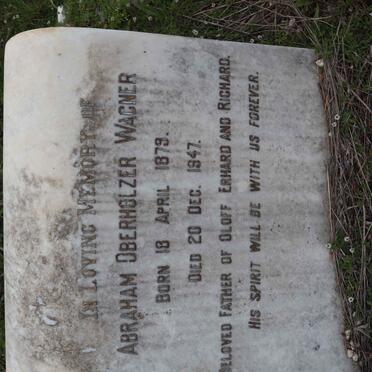 IN LOVING MEMORY OF
ABRAHAM OBERHOLZER WAGNER
BORN 18 APRIL 1879.
DIED 20 DEC. 1947.
BELOVED FATHER OF OLOFF ERHARD AND RICHARD.
HIS SPIRIT WILL BE WITH US FOREVER.